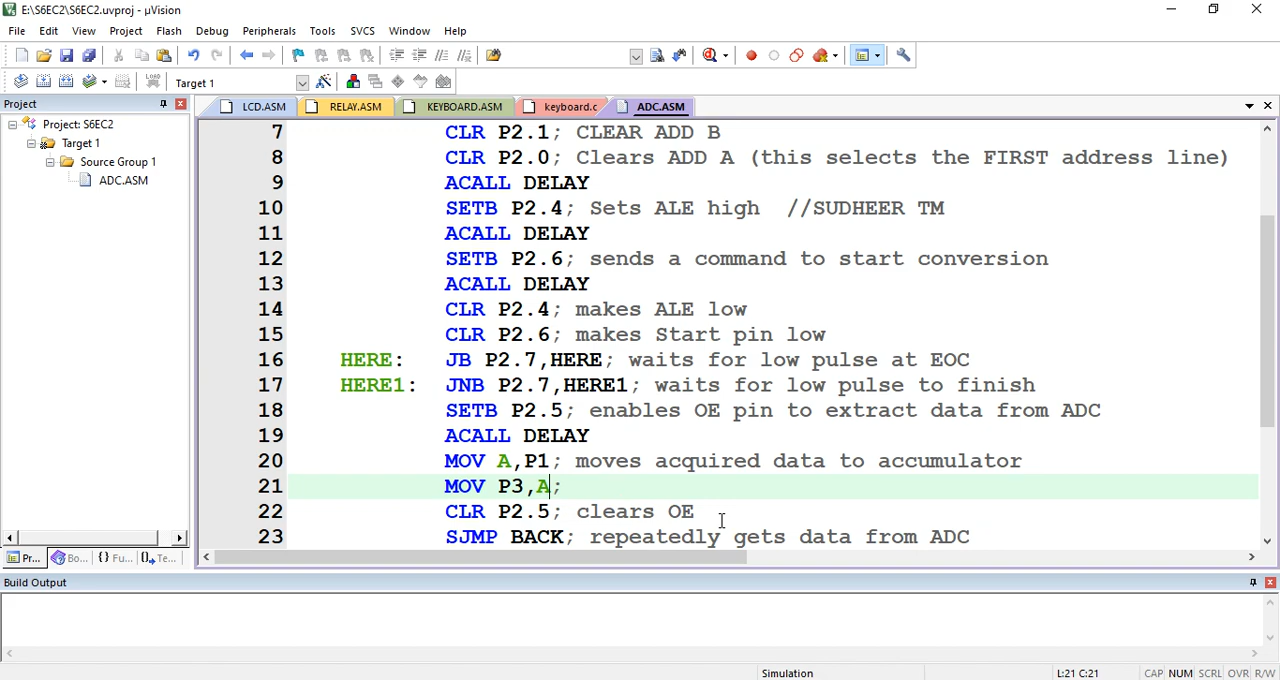 E:\S6EC2\S6EC2.uvproj - µVision
File Edit View Project Flash Debug Peripherals Tools SVCS Window Help
LOAD Target 1
Project
LCD.ASM RELAY.ASM KEYBOARD.ASM keyboard.c ADC.ASM
Project: S6EC2
Target 1
Source Group 1
ADC.ASM
7 CLR P2.1; CLEAR ADD B
8 CLR P2.0; Clears ADD A (this selects the FIRST address line)
9 ACALL DELAY
10 SETB P2.4; Sets ALE high //SUDHEER TM
11 ACALL DELAY
12 SETB P2.6; sends a command to start conversion
13 ACALL DELAY
14 CLR P2.4; makes ALE low
15 CLR P2.6; makes Start pin low
16 HERE: JB P2.7,HERE; waits for low pulse at EOC
17 HERE1: JNB P2.7,HERE1; waits for low pulse to finish
18 SETB P2.5; enables OE pin to extract data from ADC
19 ACALL DELAY
20 MOV A,P1; moves acquired data to accumulator
21 MOV P3,A;
22 CLR P2.5; clears OE
23 SJMP BACK; repeatedly gets data from ADC
Pr... Bo... {} Fu... Te...
Build Output
Simulation L:21 C:21 CAP NUM SCRL OVR R/W